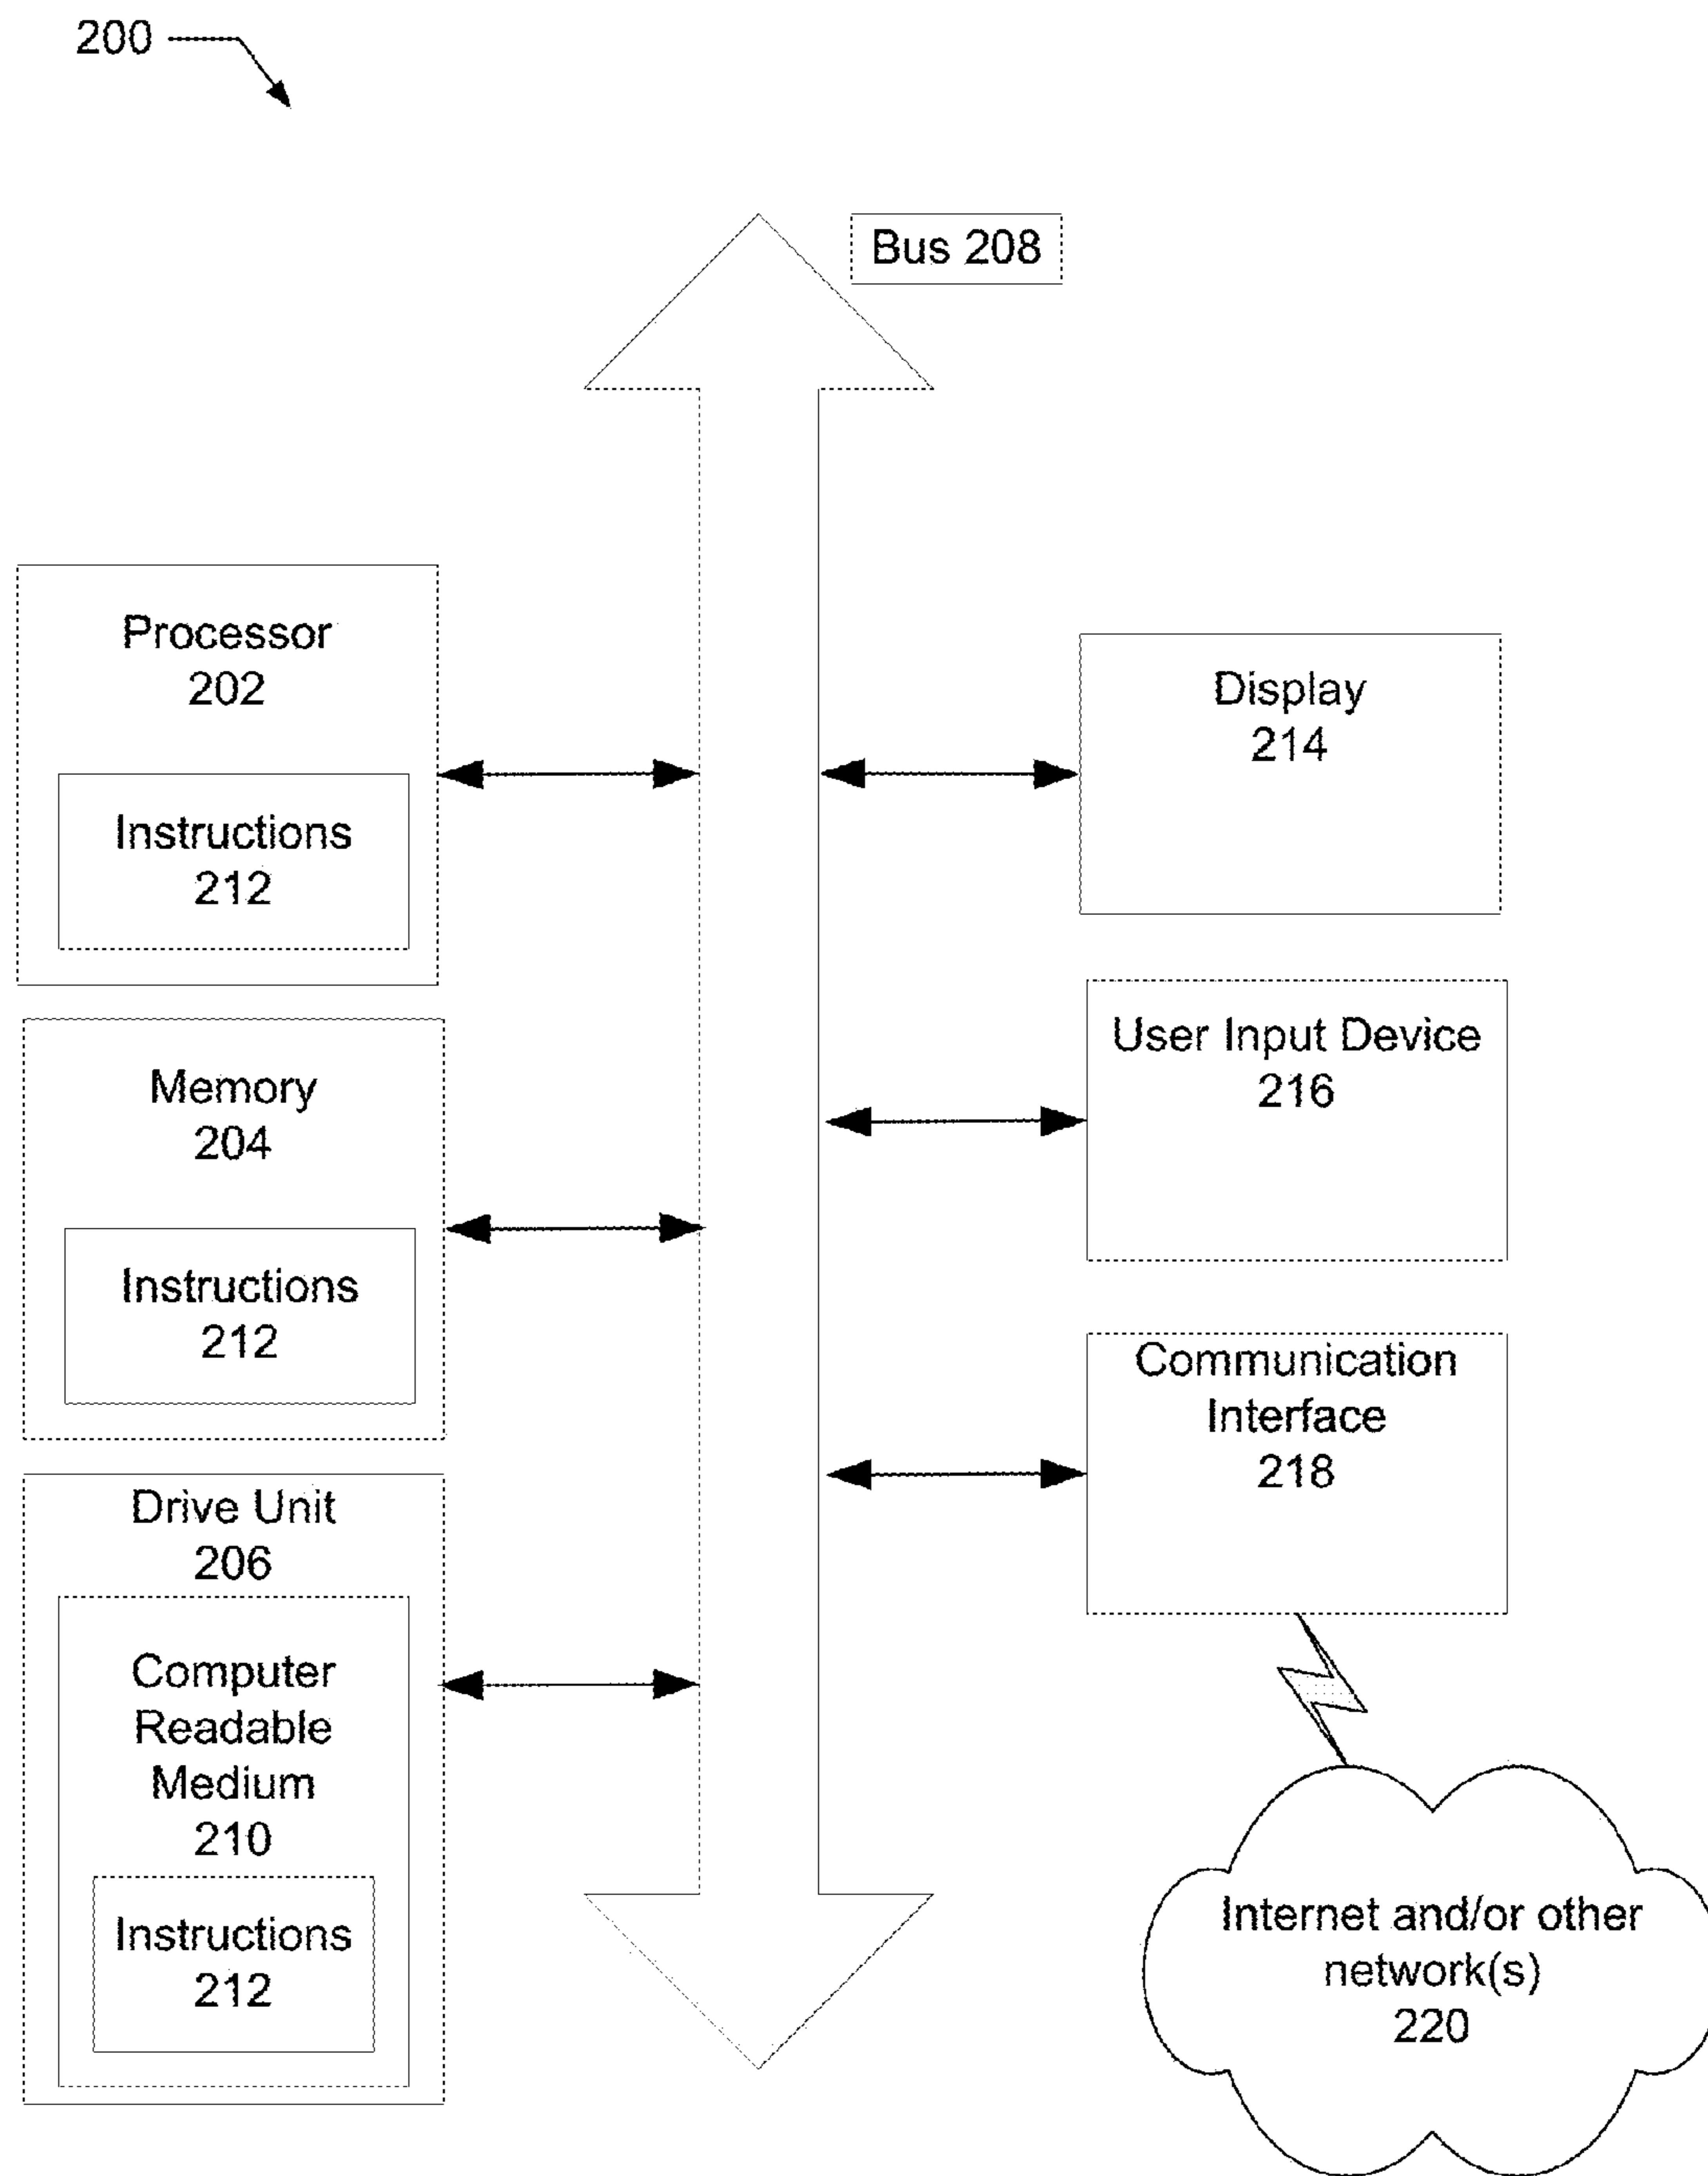 200
Bus 208
Processor
202
Instructions
212
Memory
204
Instructions
212
Drive Unit
206
Computer
Readable
Medium
210
Instructions
212
Display
214
User Input Device
216
Communication
Interface
218
Internet and/or other
network(s)
220